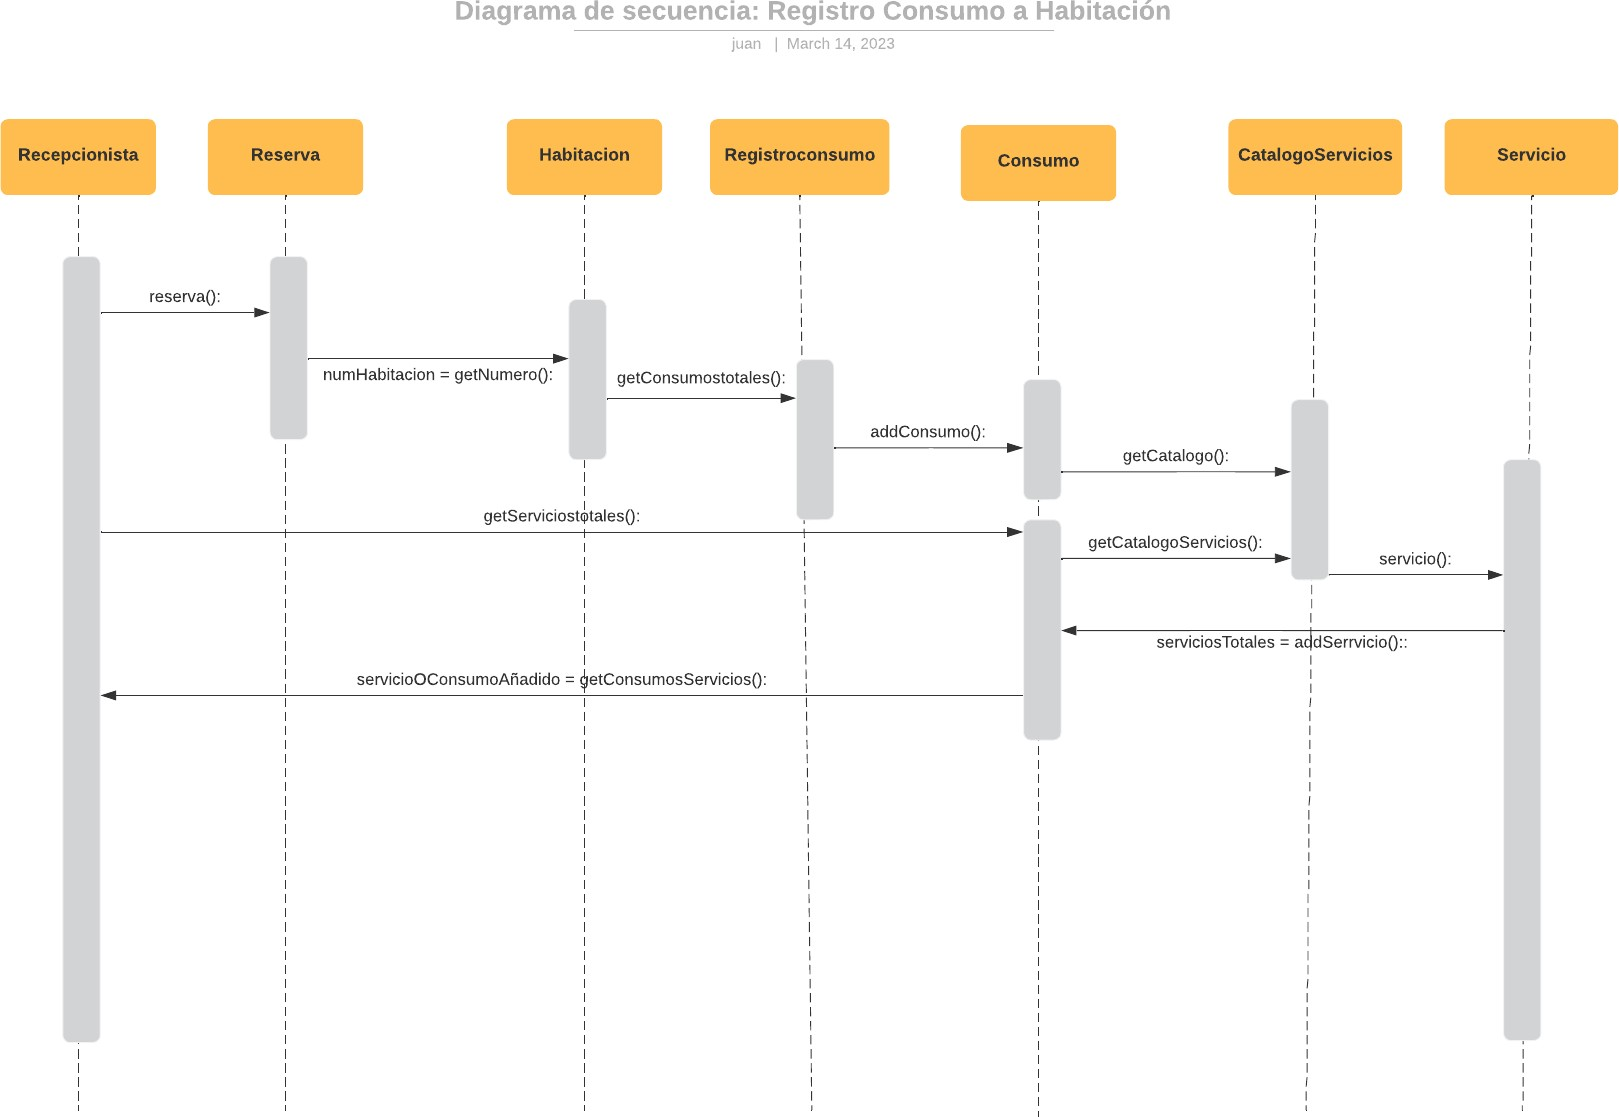 Diagrama de secuencia: Registro Consumo a Habitación
juan | March 14, 2023
Recepcionista
Reserva
Habitacion
Registroconsumo
Consumo
CatalogoServicios
Servicio
reserva():
numHabitacion = getNumero():
getConsumostotales():
addConsumo():
getCatalogo():
getServiciostotales():
getCatalogoServicios():
servicio():
serviciosTotales = addSerrvicio()::
servicioOConsumoAñadido = getConsumosServicios():